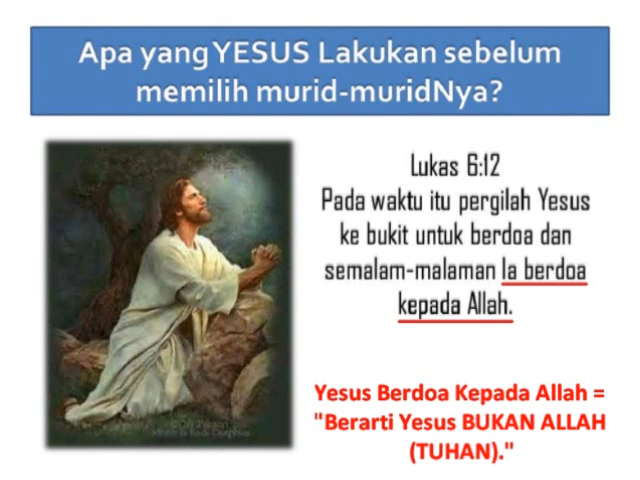 Apa yang YESUS Lakukan sebelum
memilih murid-muridNya?
Lukas 6:12
Pada waktu itu pergilah Yesus
ke bukit untuk berdoa dan
semalam-malaman Ia berdoa
kepada Allah.
Yesus Berdoa Kepada Allah =
"Berarti Yesus BUKAN ALLAH
(TUHAN)."